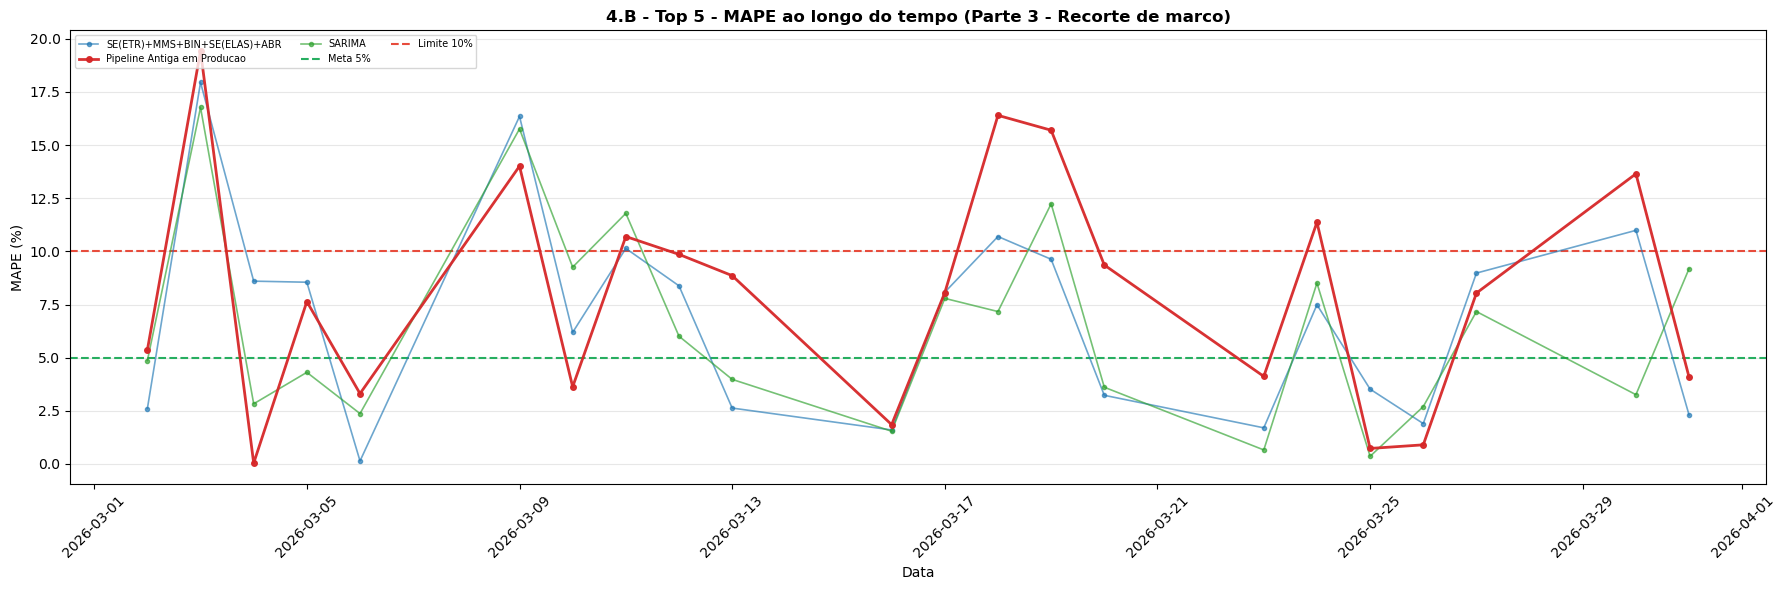 4.B - Top 5 - MAPE ao longo do tempo (Parte 3 - Recorte de marco)
SE(ETR)+MMS+BIN+SE(ELAS)+ABR
Pipeline Antiga em Producao
SARIMA
Meta 5%
Limite 10%
MAPE (%)
20.0
17.5
15.0
12.5
10.0
7.5
5.0
2.5
0.0
2026-03-01
2026-03-05
2026-03-09
2026-03-13
2026-03-17
2026-03-21
2026-03-25
2026-03-29
2026-04-01
Data